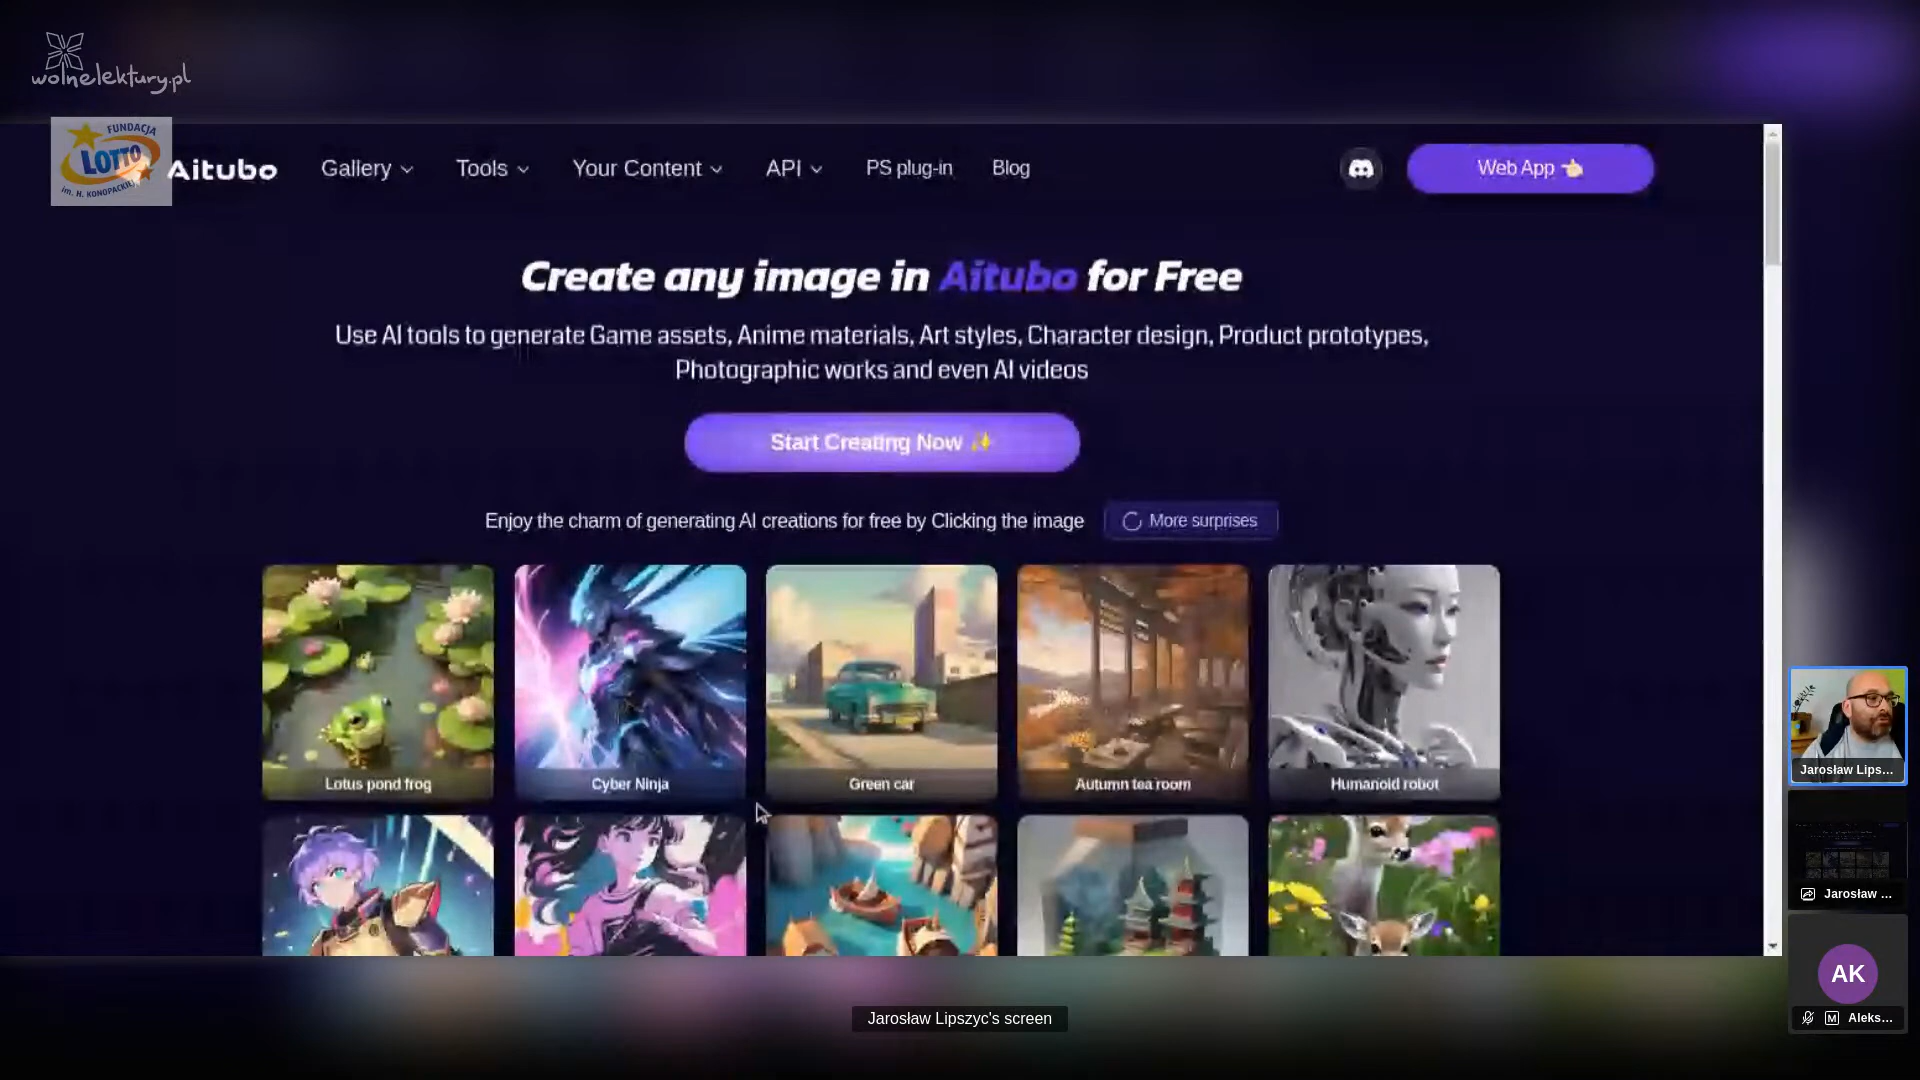 wolnelektury.pl
FUNDACJA
LOTTO
im. H. KONOPACKIEJ
Aitubo
Gallery
Tools
Your Content
API
PS plug-in
Blog
Web App
Create any image in Aitubo for Free
Use AI tools to generate Game assets, Anime materials, Art styles, Character design, Product prototypes,
Photographic works and even AI videos
Start Creating Now
Enjoy the charm of generating AI creations for free by Clicking the image
More surprises
Lotus pond frog
Cyber Ninja
Green car
Autumn tea room
Humanoid robot
Jarosław Lips...
Jarosław ...
AK
M Aleks...
Jarosław Lipszyc's screen